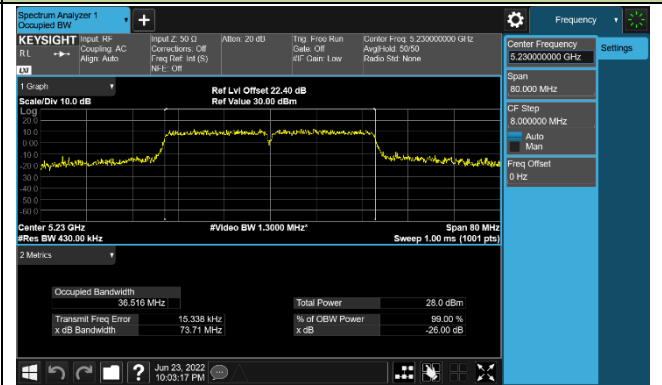 Spectrum Analyzer 1
Occupied BW
+
Frequency
KEYSIGHT
Input: RF
Coupling: AC
Align: Auto
Input Z: 50 Ω
Corrections: Off
Freq Ref: Int (S)
NFE: Off
Atten: 20 dB
Trig: Free Run
Gate: Off
#IF Gain: Low
Center Freq: 5.230000000 GHz
Avg|Hold: 50/50
Radio Std: None
RL
LXI
Center Frequency
5.230000000 GHz
Settings
Span
80.000 MHz
CF Step
8.000000 MHz
Auto
Man
Freq Offset
0 Hz
1 Graph
Scale/Div 10.0 dB
Ref Lvl Offset 22.40 dB
Ref Value 30.00 dBm
Log
20.0
10.0
0.00
-10.0
-20.0
-30.0
-40.0
-50.0
-60.0
Center 5.23 GHz
#Res BW 430.00 kHz
#Video BW 1.3000 MHz*
Span 80 MHz
Sweep 1.00 ms (1001 pts)
2 Metrics
Occupied Bandwidth
36.516 MHz
Total Power 28.0 dBm
Transmit Freq Error 15.338 kHz
% of OBW Power 99.00 %
x dB Bandwidth 73.71 MHz
x dB -26.00 dB
?
Jun 23, 2022
10:03:17 PM